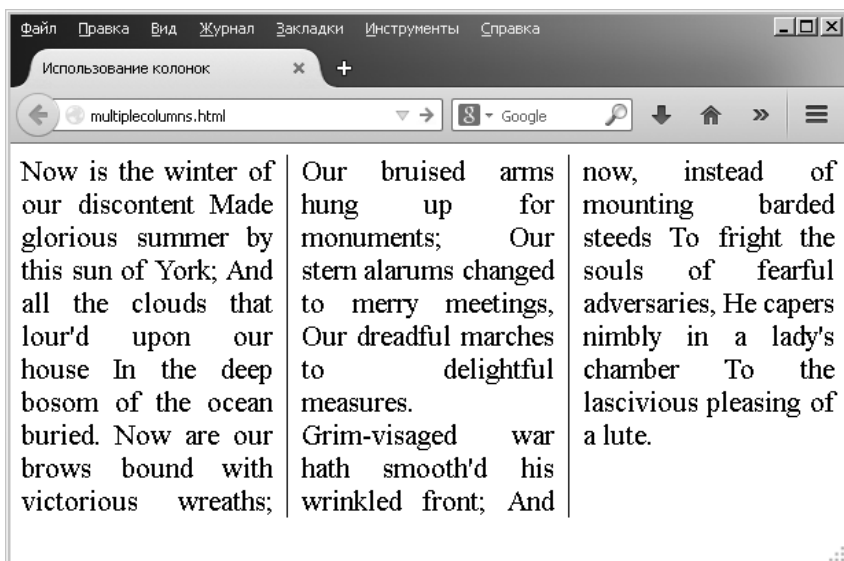 Файл Правка Вид Журнал Закладки Инструменты Справка
Использование колонок
multiplecolumns.html
8 Google
Now is the winter of
our discontent Made
glorious summer by
this sun of York; And
all the clouds that
lour'd upon our
house In the deep
bosom of the ocean
buried. Now are our
brows bound with
victorious wreaths;
Our bruised arms
hung up for
monuments; Our
stern alarums changed
to merry meetings,
Our dreadful marches
to delightful
measures.
Grim-visaged war
hath smooth'd his
wrinkled front; And
now, instead of
mounting barded
steeds To fright the
souls of fearful
adversaries, He capers
nimbly in a lady's
chamber To the
lascivious pleasing of
a lute.